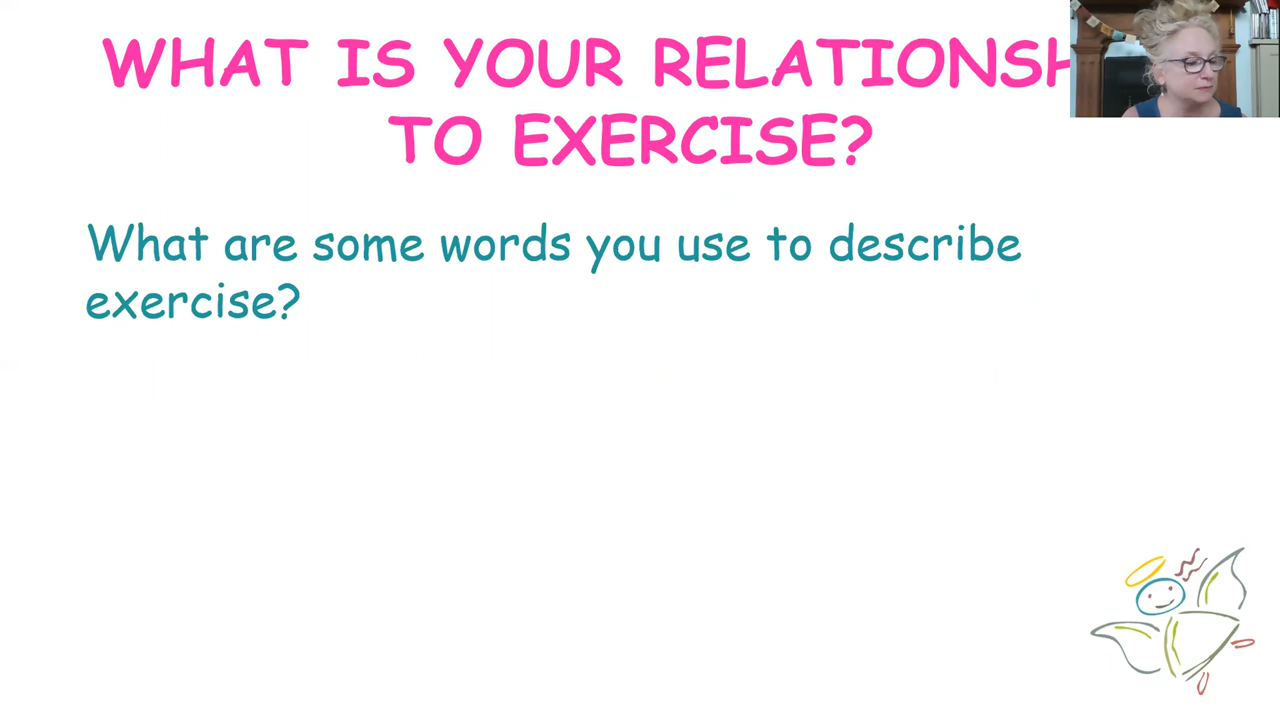 WHAT IS YOUR RELATIONSH
TO EXERCISE?
What are some words you use to describe
exercise?